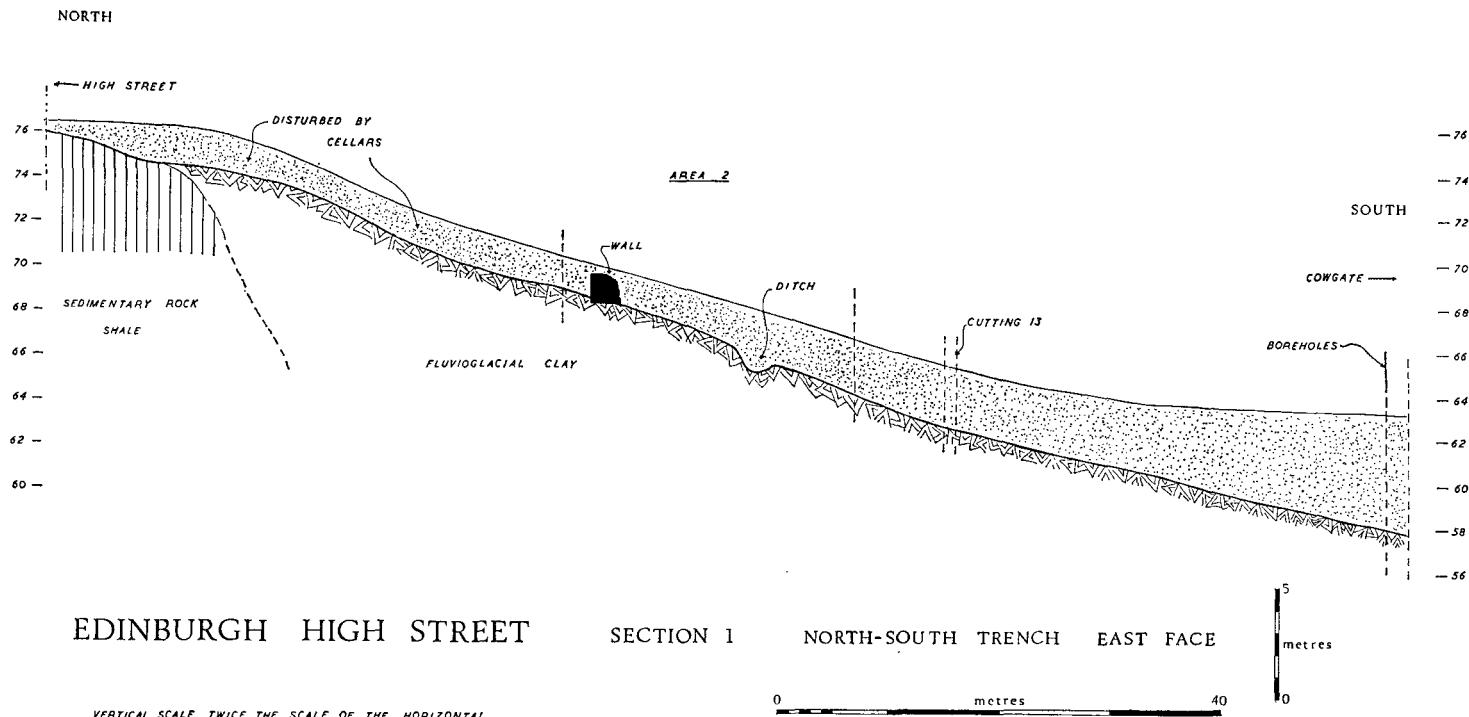 NORTH
HIGH STREET
DISTURBED BY
CELLARS
AREA 2
SOUTH
WALL
COWGATE
DITCH
CUTTING 13
BOREHOLES
SEDIMENTARY ROCK
SHALE
FLUVIOGLACIAL CLAY
76
74
72
70
68
66
64
62
60
76
74
72
70
68
66
64
62
60
58
56
EDINBURGH HIGH STREET
SECTION 1
NORTH-SOUTH TRENCH EAST FACE
5
metres
0
0 metres 40
VERTICAL SCALE TWICE THE SCALE OF THE HORIZONTAL